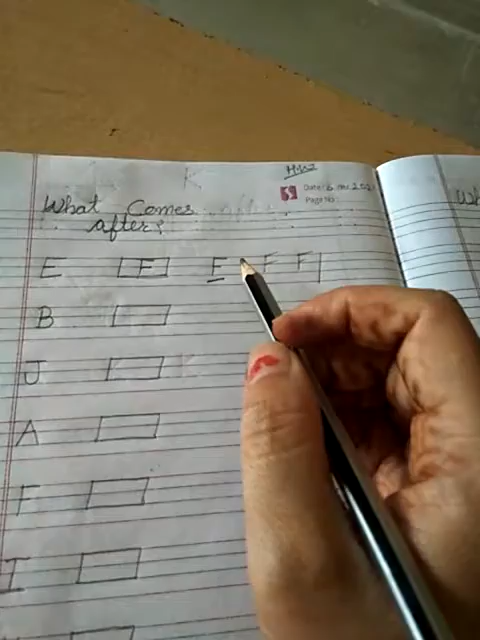 H.W
Date:
Page No:
What Comes
after?
E F E F F
B
J
A
F
I